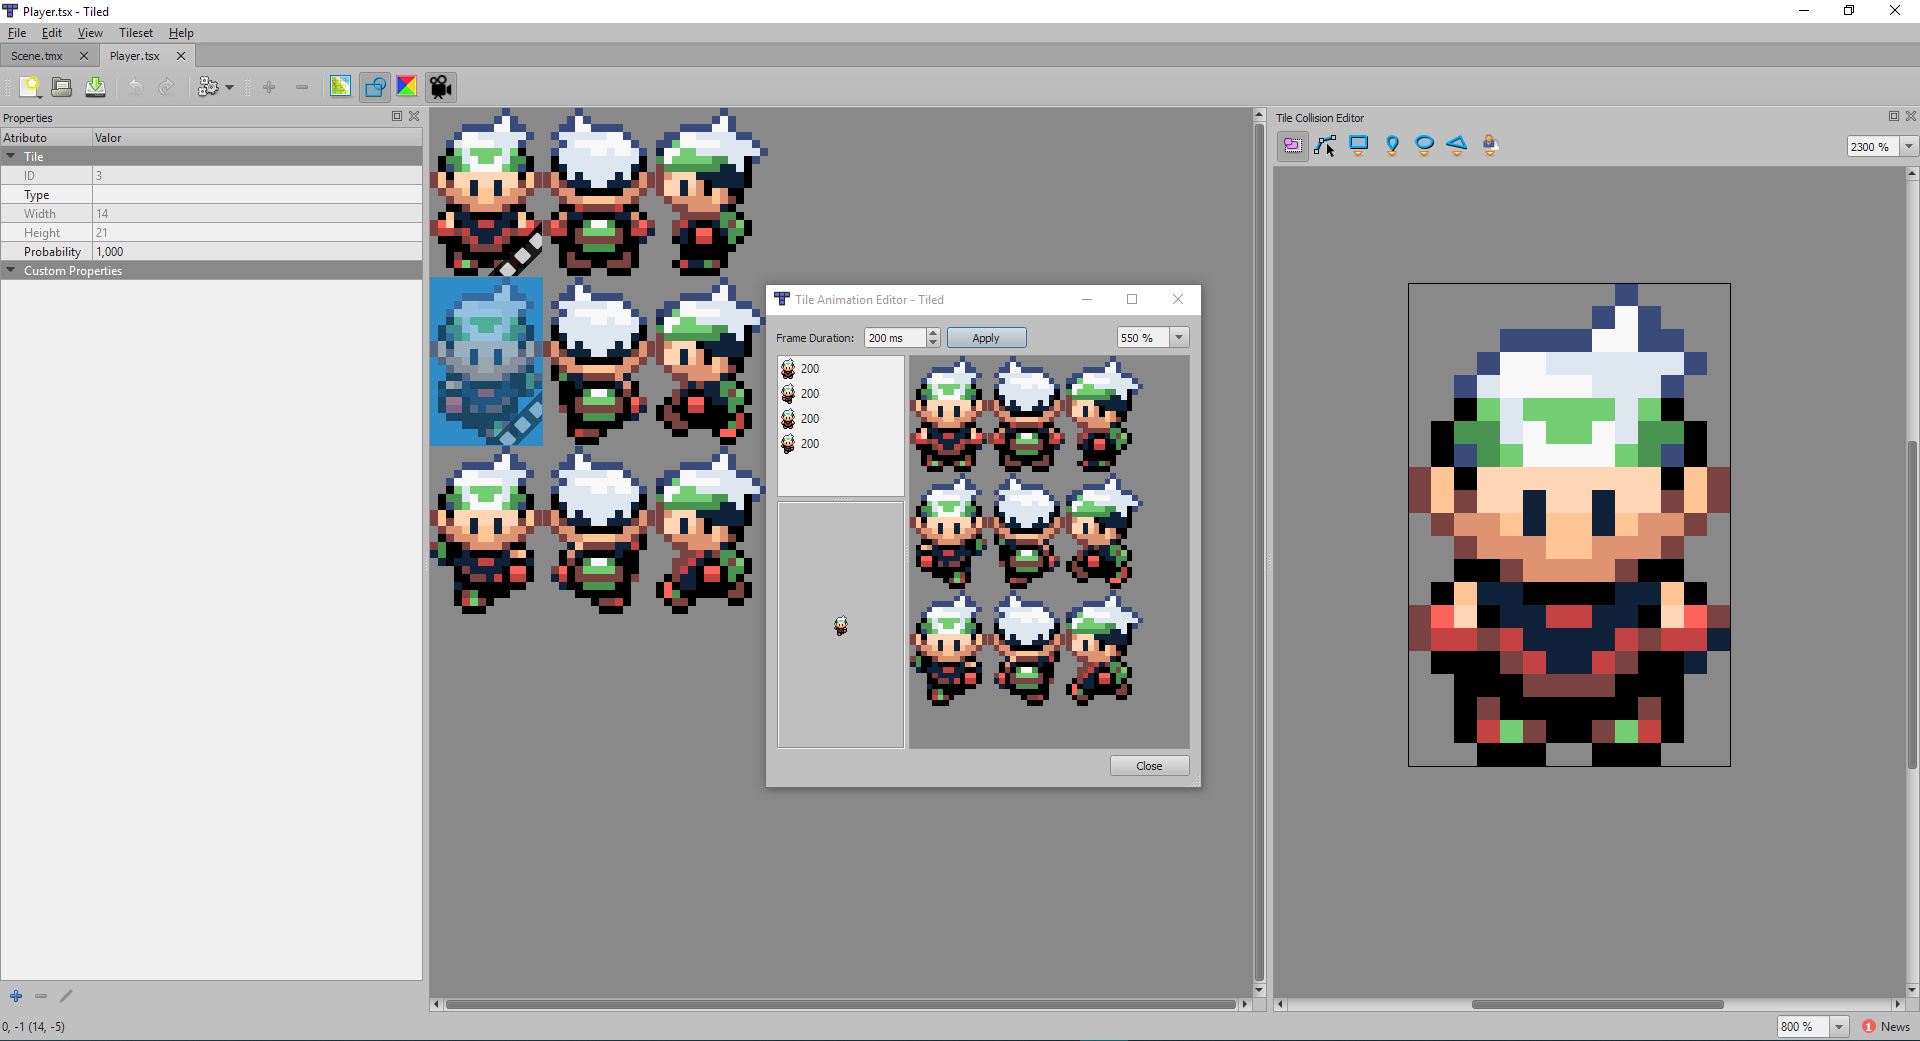 Player.tsx - Tiled
File Edit View Tileset Help
Scene.tmx Player.tsx
Properties
Atributo Valor
Tile
ID 3
Type
Width 14
Height 21
Probability 1,000
Custom Properties
Tile Animation Editor - Tiled
Frame Duration: 200 ms Apply 550 %
200
200
200
200
Close
Tile Collision Editor
2300 %
0, -1 (14, -5)
800 % 1 News